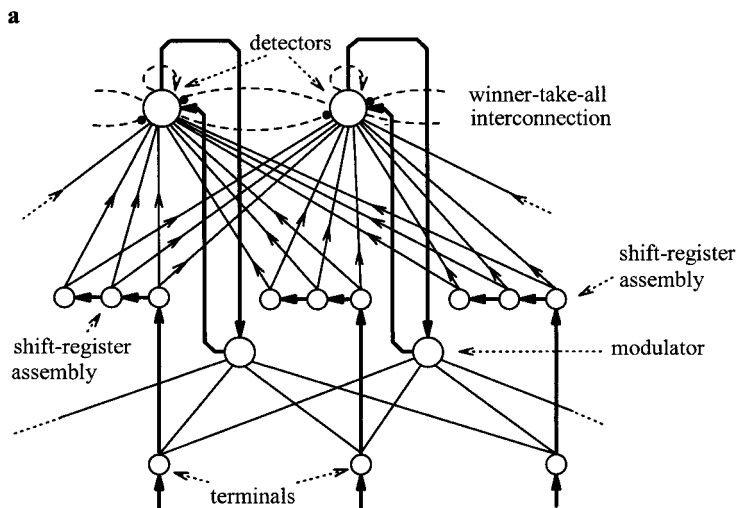 a
detectors
winner-take-all
interconnection
shift-register
assembly
shift-register
assembly
modulator
terminals